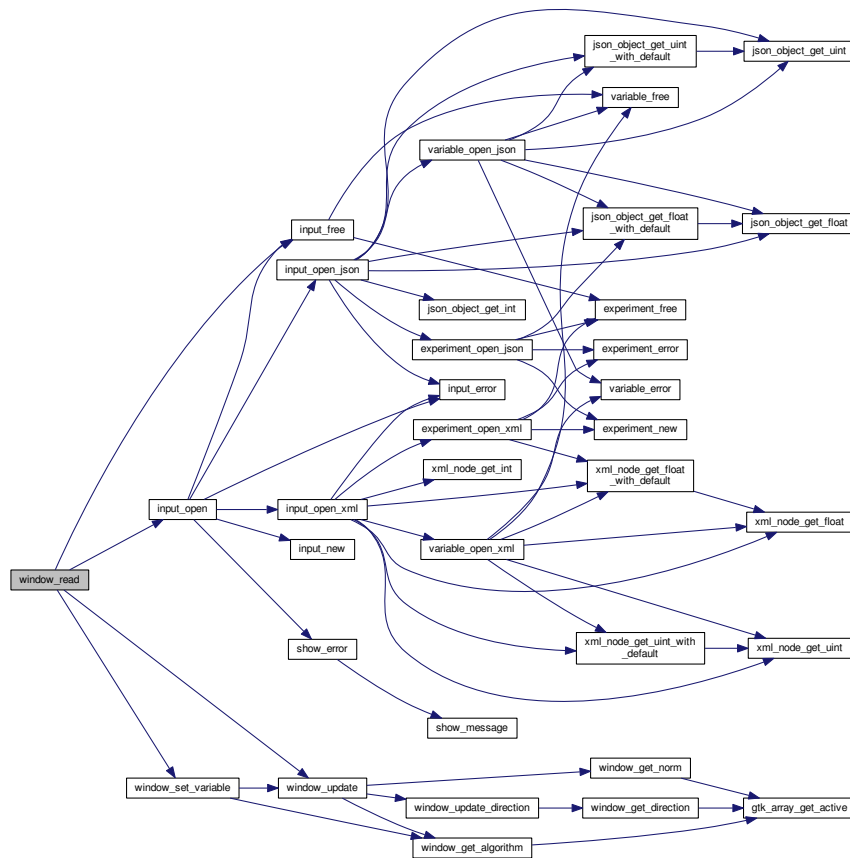 json_object_get_uint
_with_default
json_object_get_uint
variable_free
variable_open_json
json_object_get_float
_with_default
json_object_get_float
input_free
input_open_json
json_object_get_int
experiment_free
experiment_open_json
experiment_error
input_error
variable_error
experiment_open_xml
experiment_new
xml_node_get_int
xml_node_get_float
_with_default
input_open
input_open_xml
xml_node_get_float
input_new
variable_open_xml
window_read
show_error
xml_node_get_uint_with
_default
xml_node_get_uint
show_message
window_get_norm
window_set_variable
window_update
window_update_direction
window_get_direction
gtk_array_get_active
window_get_algorithm